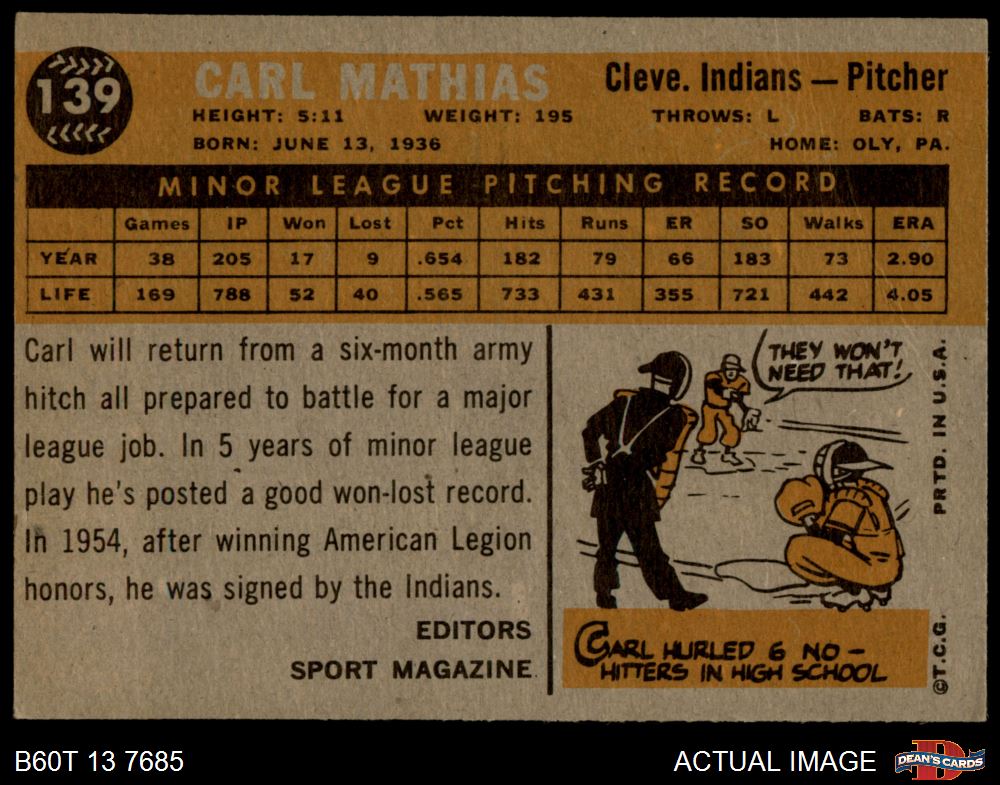 139
CARL MATHIAS
Cleve. Indians — Pitcher
HEIGHT: 5:11 WEIGHT: 195 THROWS: L BATS: R
BORN: JUNE 13, 1936 HOME: OLY, PA.
MINOR LEAGUE PITCHING RECORD
Games IP Won Lost Pct Hits Runs ER SO Walks ERA
YEAR 38 205 17 9 .654 182 79 66 183 73 2.90
LIFE 169 788 52 40 .565 733 431 355 721 442 4.05
Carl will return from a six-month army
hitch all prepared to battle for a major
league job. In 5 years of minor league
play he's posted a good won-lost record.
In 1954, after winning American Legion
honors, he was signed by the Indians.
EDITORS
SPORT MAGAZINE
THEY WON'T
NEED THAT!
CARL HURLED 6 NO-
HITTERS IN HIGH SCHOOL
©T.C.G. PRTD. IN U.S.A.
B60T 13 7685
ACTUAL IMAGE
D
DEAN'S CARDS